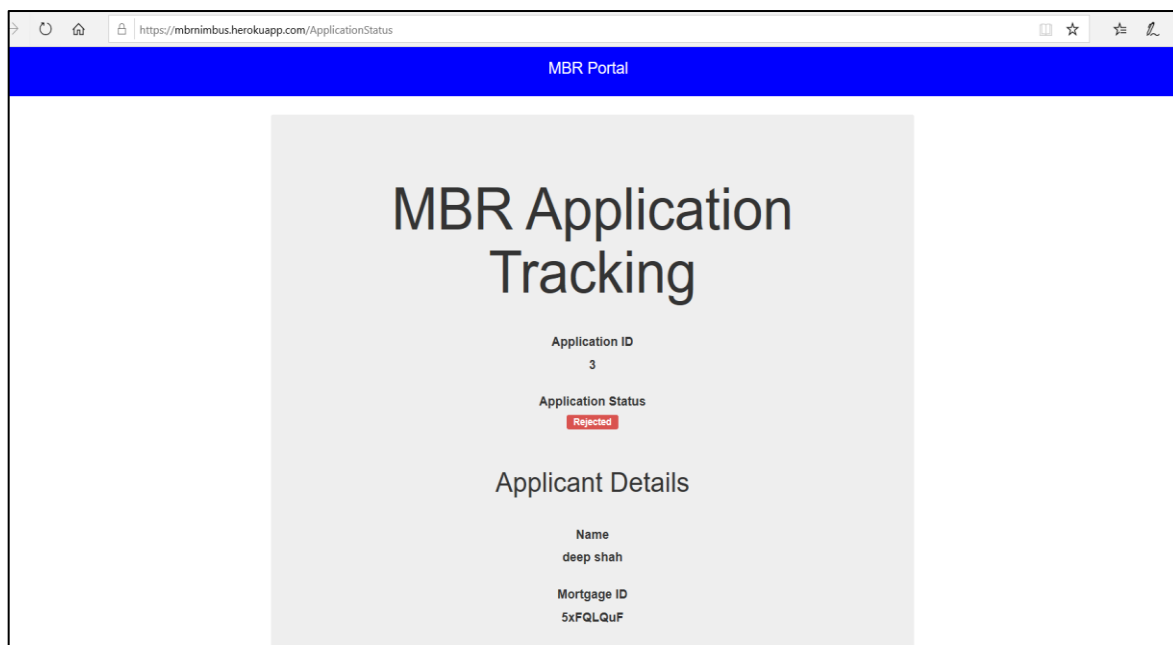 https://mbrnimbus.herokuapp.com/ApplicationStatus
MBR Portal
MBR Application
Tracking
Application ID
3
Application Status
Rejected
Applicant Details
Name
deep shah
Mortgage ID
5xFQLQuF